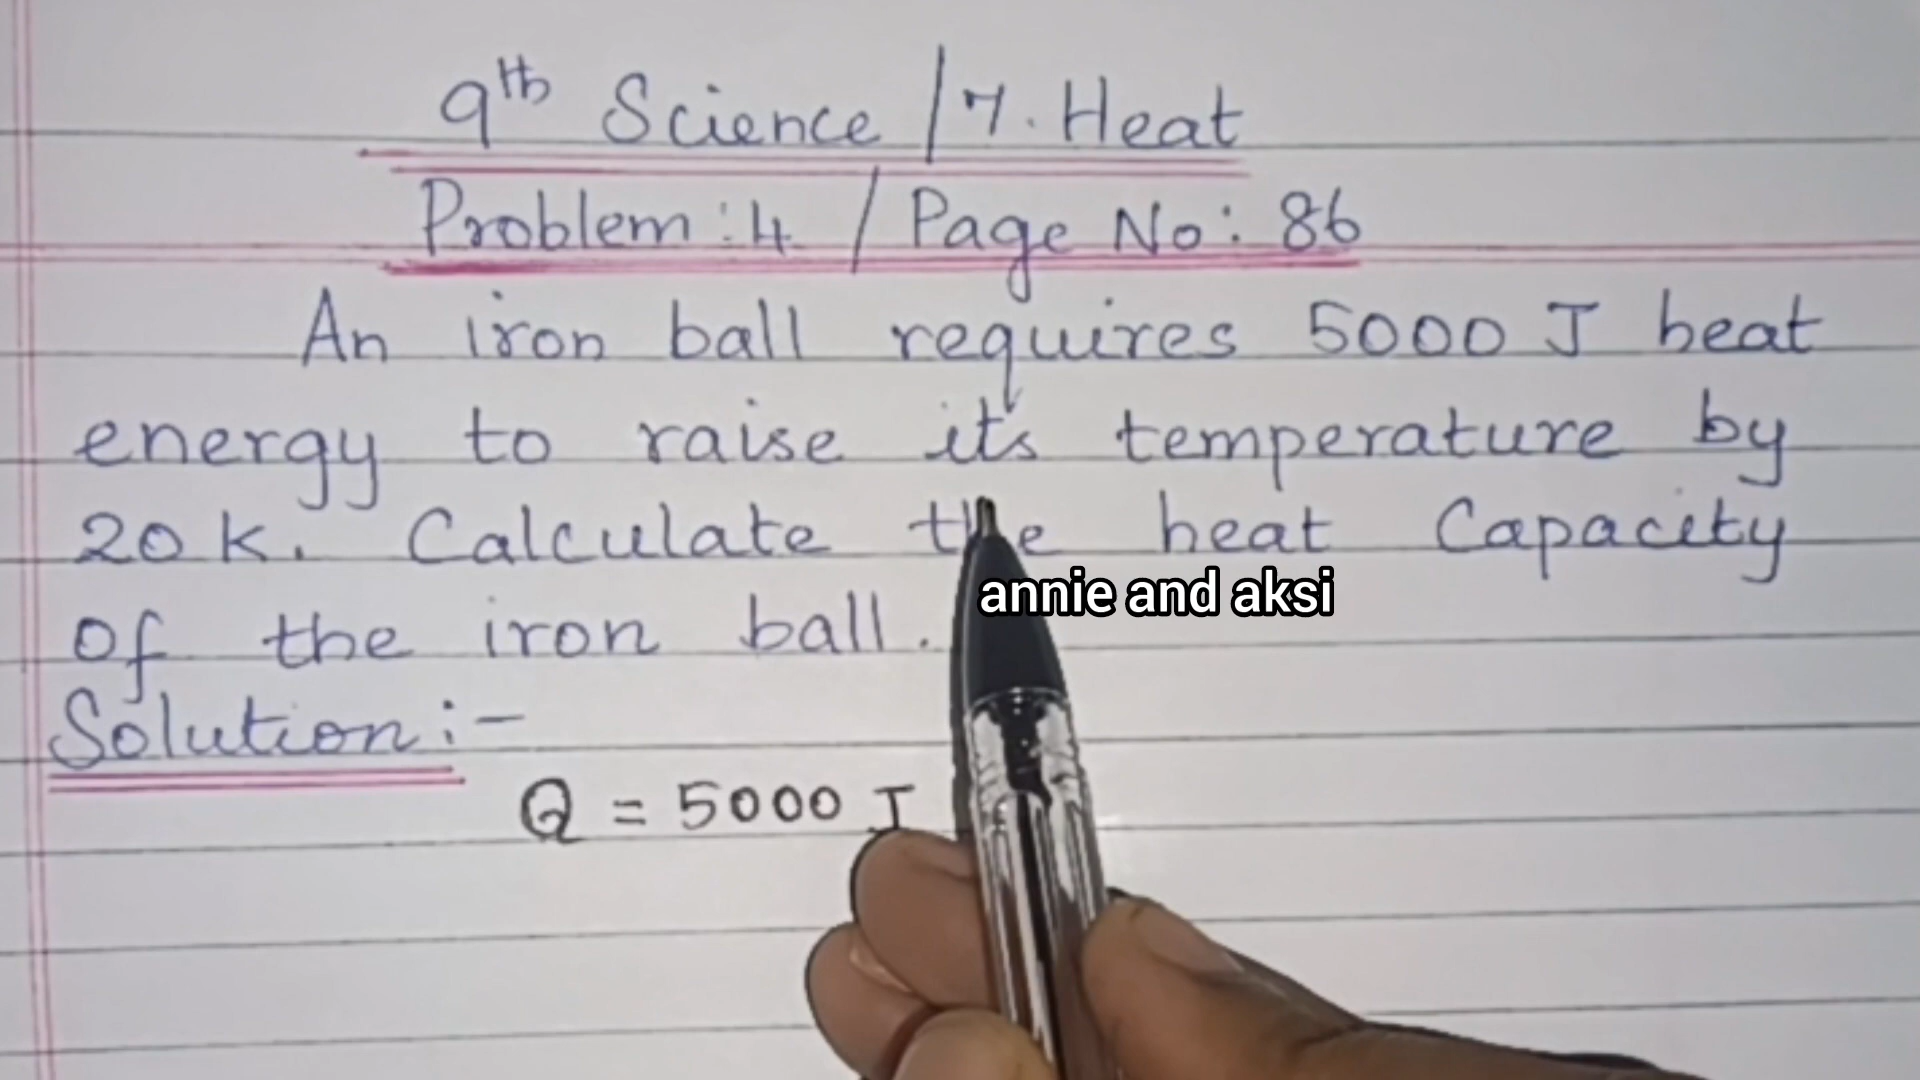 9th Science / 7. Heat
Problem : 4 / Page No : 86
An iron ball requires 5000 J heat
energy to raise its temperature by
20 K. Calculate the heat Capacity
of the iron ball.
annie and aksi
Solution :-
Q = 5000 J